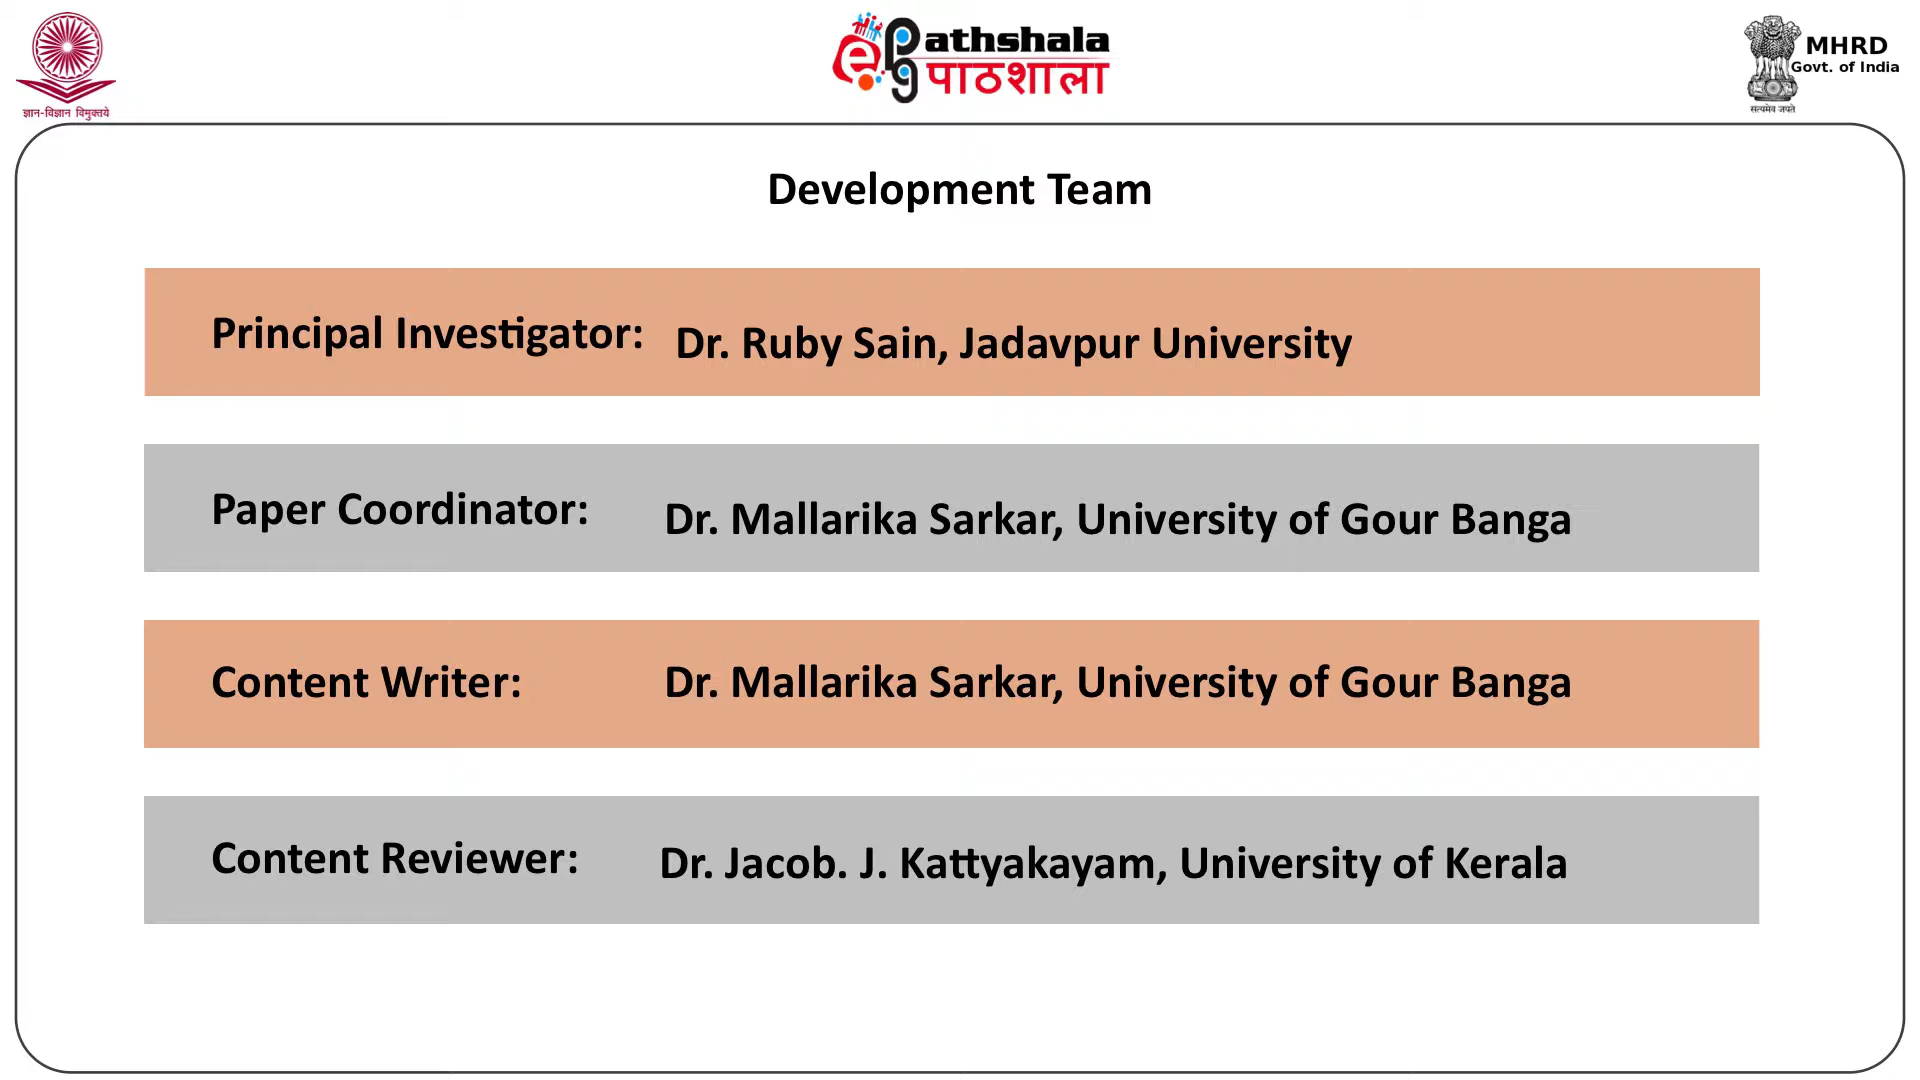 ज्ञान-विज्ञान विमुक्तये
e PG Pathshala
पाठशाला
MHRD
Govt. of India
सत्यमेव जयते
Development Team
Principal Investigator: Dr. Ruby Sain, Jadavpur University
Paper Coordinator: Dr. Mallarika Sarkar, University of Gour Banga
Content Writer: Dr. Mallarika Sarkar, University of Gour Banga
Content Reviewer: Dr. Jacob. J. Kattyakayam, University of Kerala